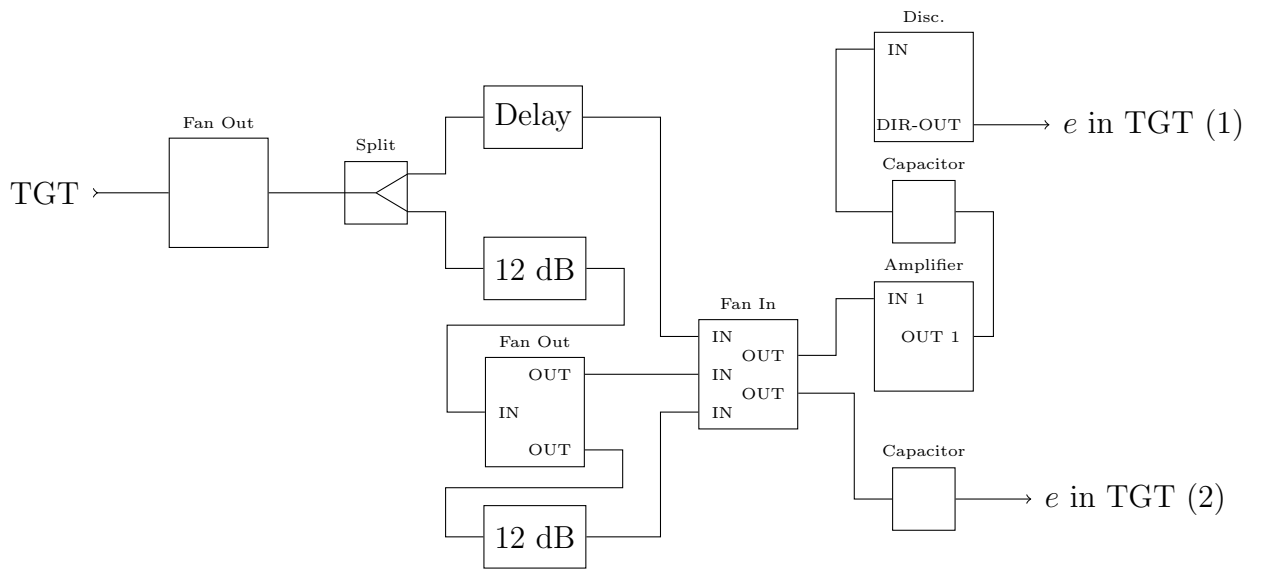 Disc.
IN
DIR-OUT
e in TGT (1)
TGT
Fan Out
Split
Delay
12 dB
Fan Out
OUT
IN
OUT
12 dB
Fan In
IN
OUT
IN
OUT
IN
Capacitor
Amplifier
IN 1
OUT 1
Capacitor
e in TGT (2)